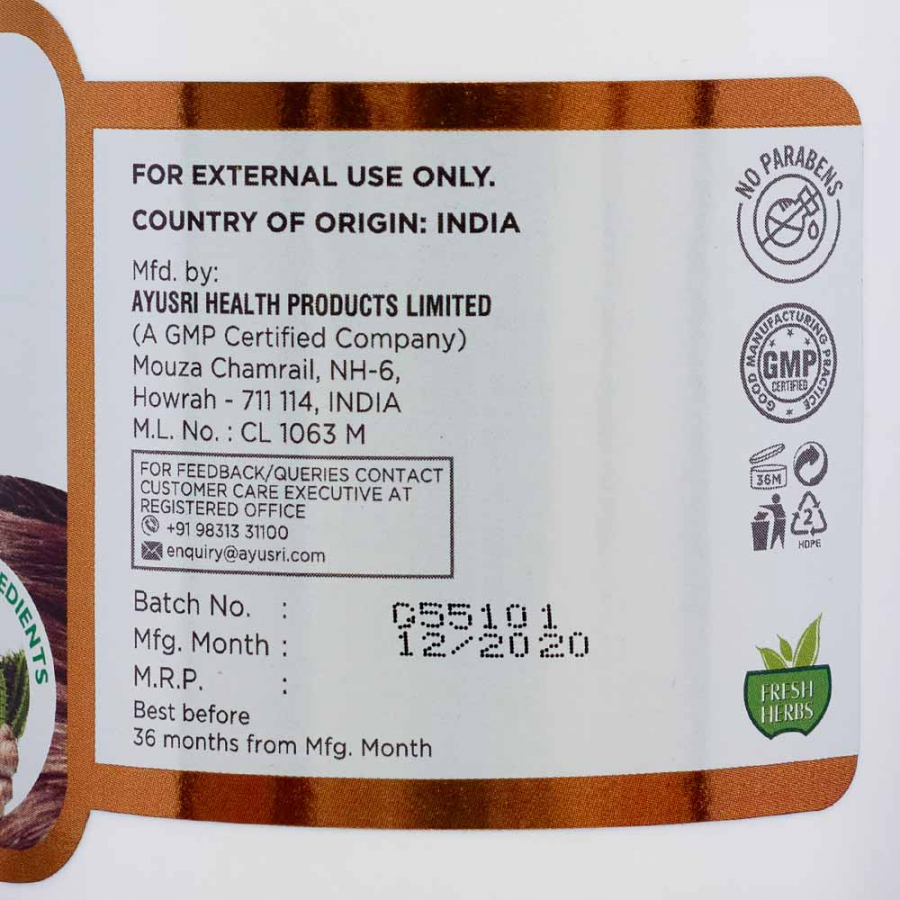 FOR EXTERNAL USE ONLY.
COUNTRY OF ORIGIN: INDIA
Mfd. by:
AYUSRI HEALTH PRODUCTS LIMITED
(A GMP Certified Company)
Mouza Chamrail, NH-6,
Howrah - 711 114, INDIA
M.L. No. : CL 1063 M
FOR FEEDBACK/QUERIES CONTACT
CUSTOMER CARE EXECUTIVE AT
REGISTERED OFFICE
+91 98313 31100
enquiry@ayusri.com
Batch No. : G55101
Mfg. Month : 12/2020
M.R.P. :
Best before
36 months from Mfg. Month
NO PARABENS
GOOD MANUFACTURING PRACTICE
GMP
CERTIFIED
36M
2
HDPE
FRESH
HERBS
EDIENTS